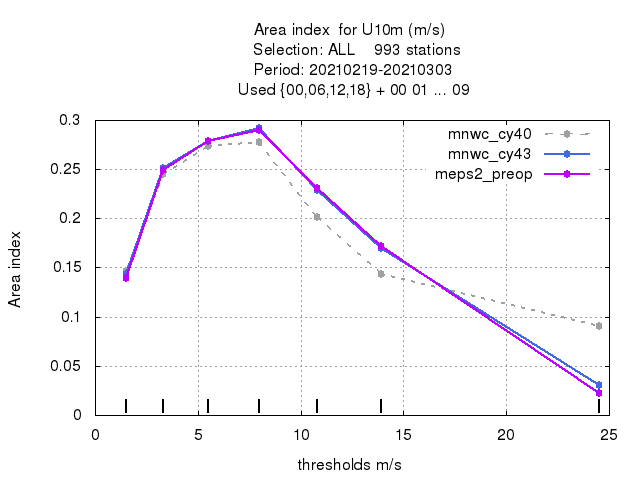 Area index  for U10m (m/s)
Selection: ALL    993 stations
Period: 20210219-20210303
Used {00,06,12,18} + 00 01 ... 09
0.3
0.25
0.2
0.15
0.1
0.05
0
Area index
mnwc_cy40
mnwc_cy43
meps2_preop
0 5 10 15 20 25
thresholds m/s